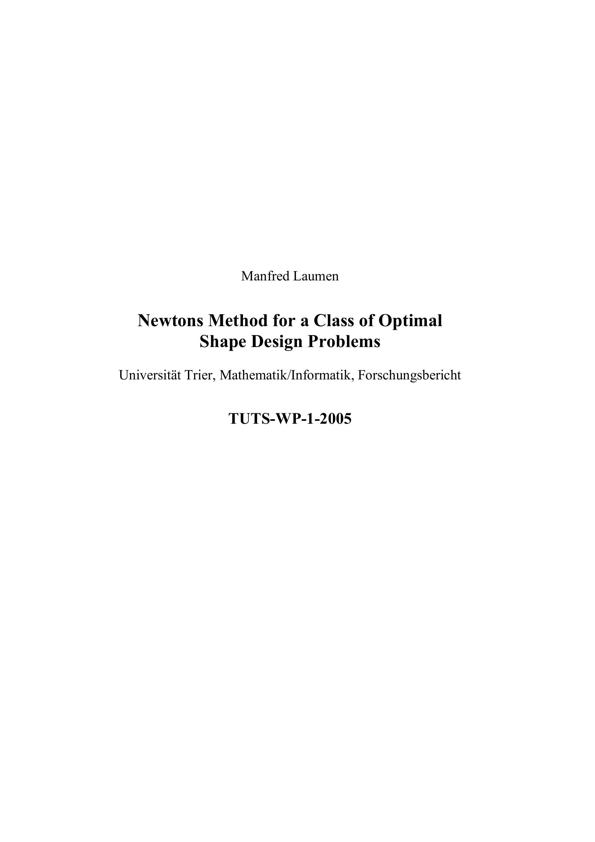 Manfred Laumen
Newtons Method for a Class of Optimal
Shape Design Problems
Universität Trier, Mathematik/Informatik, Forschungsbericht
TUTS-WP-1-2005